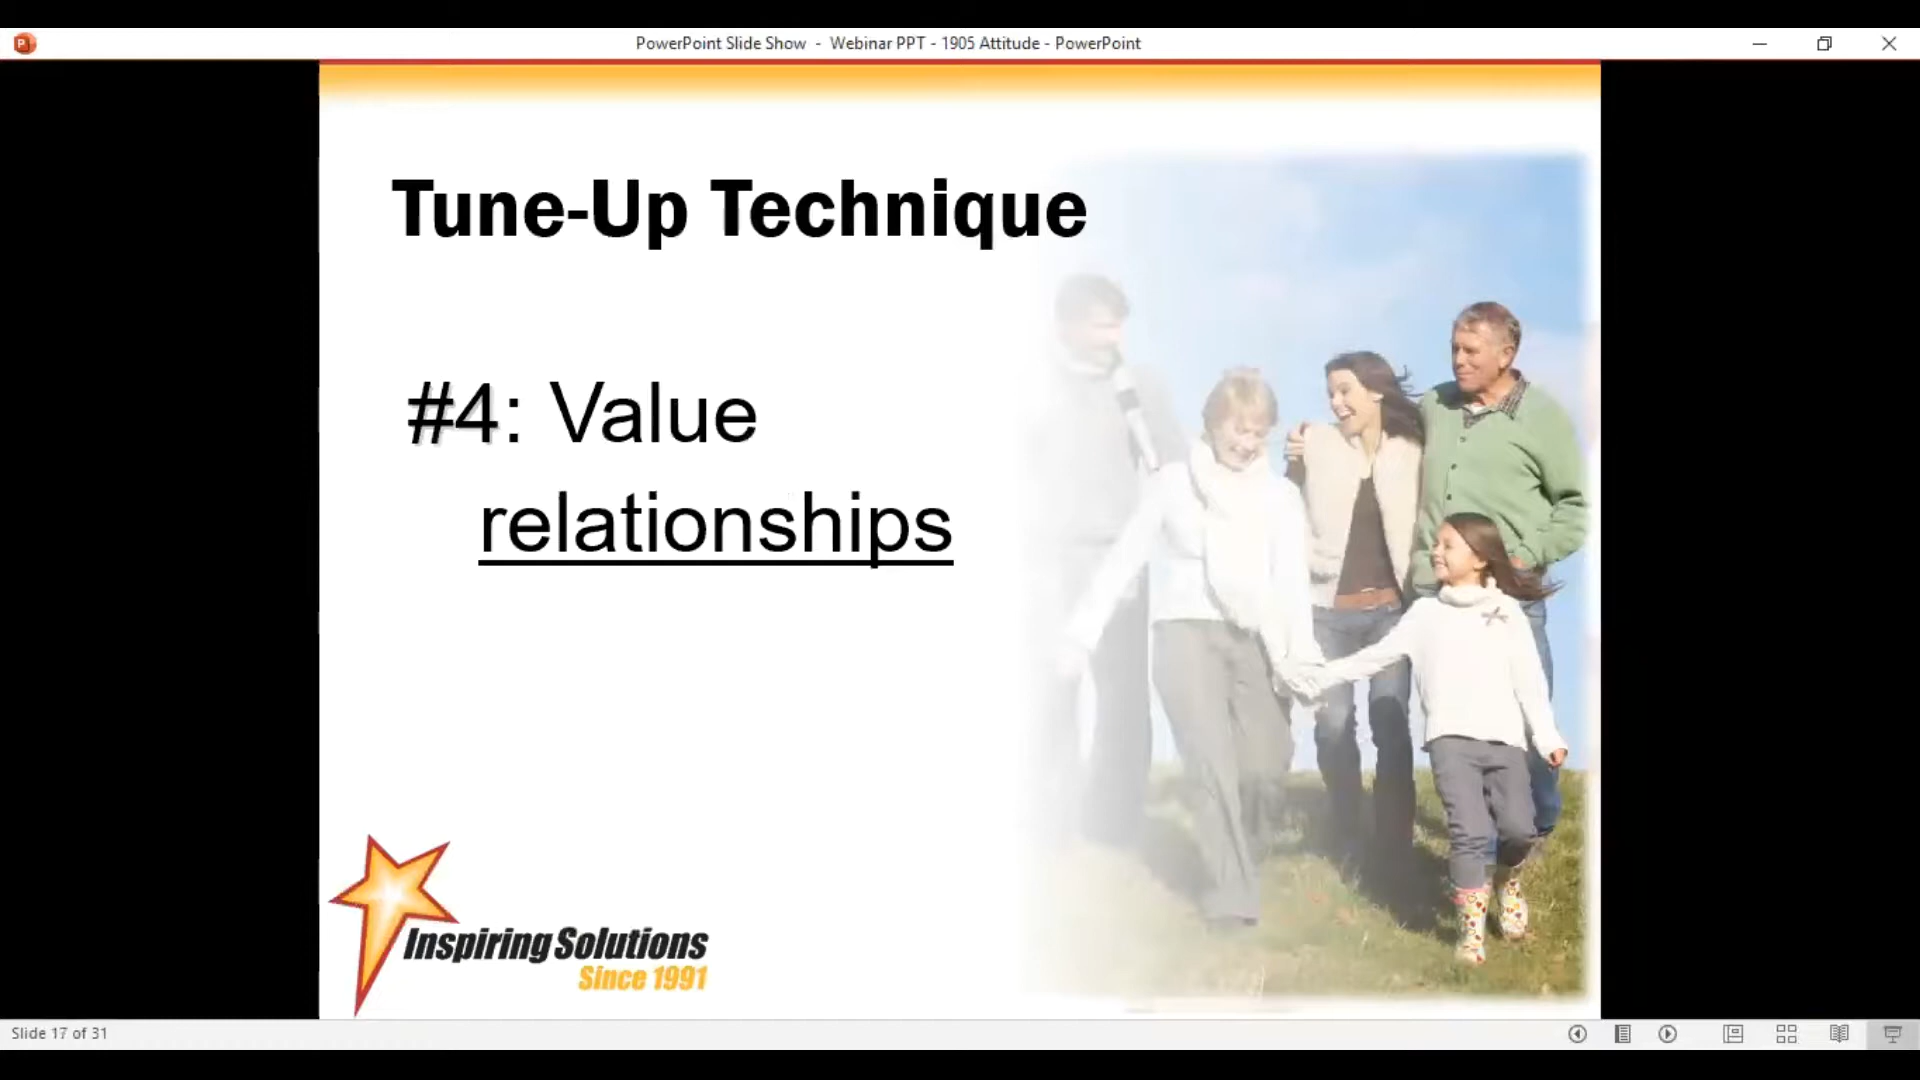 PowerPoint Slide Show - Webinar PPT - 1905 Attitude - PowerPoint
Tune-Up Technique
#4: Value
relationships
Inspiring Solutions
Since 1991
Slide 17 of 31